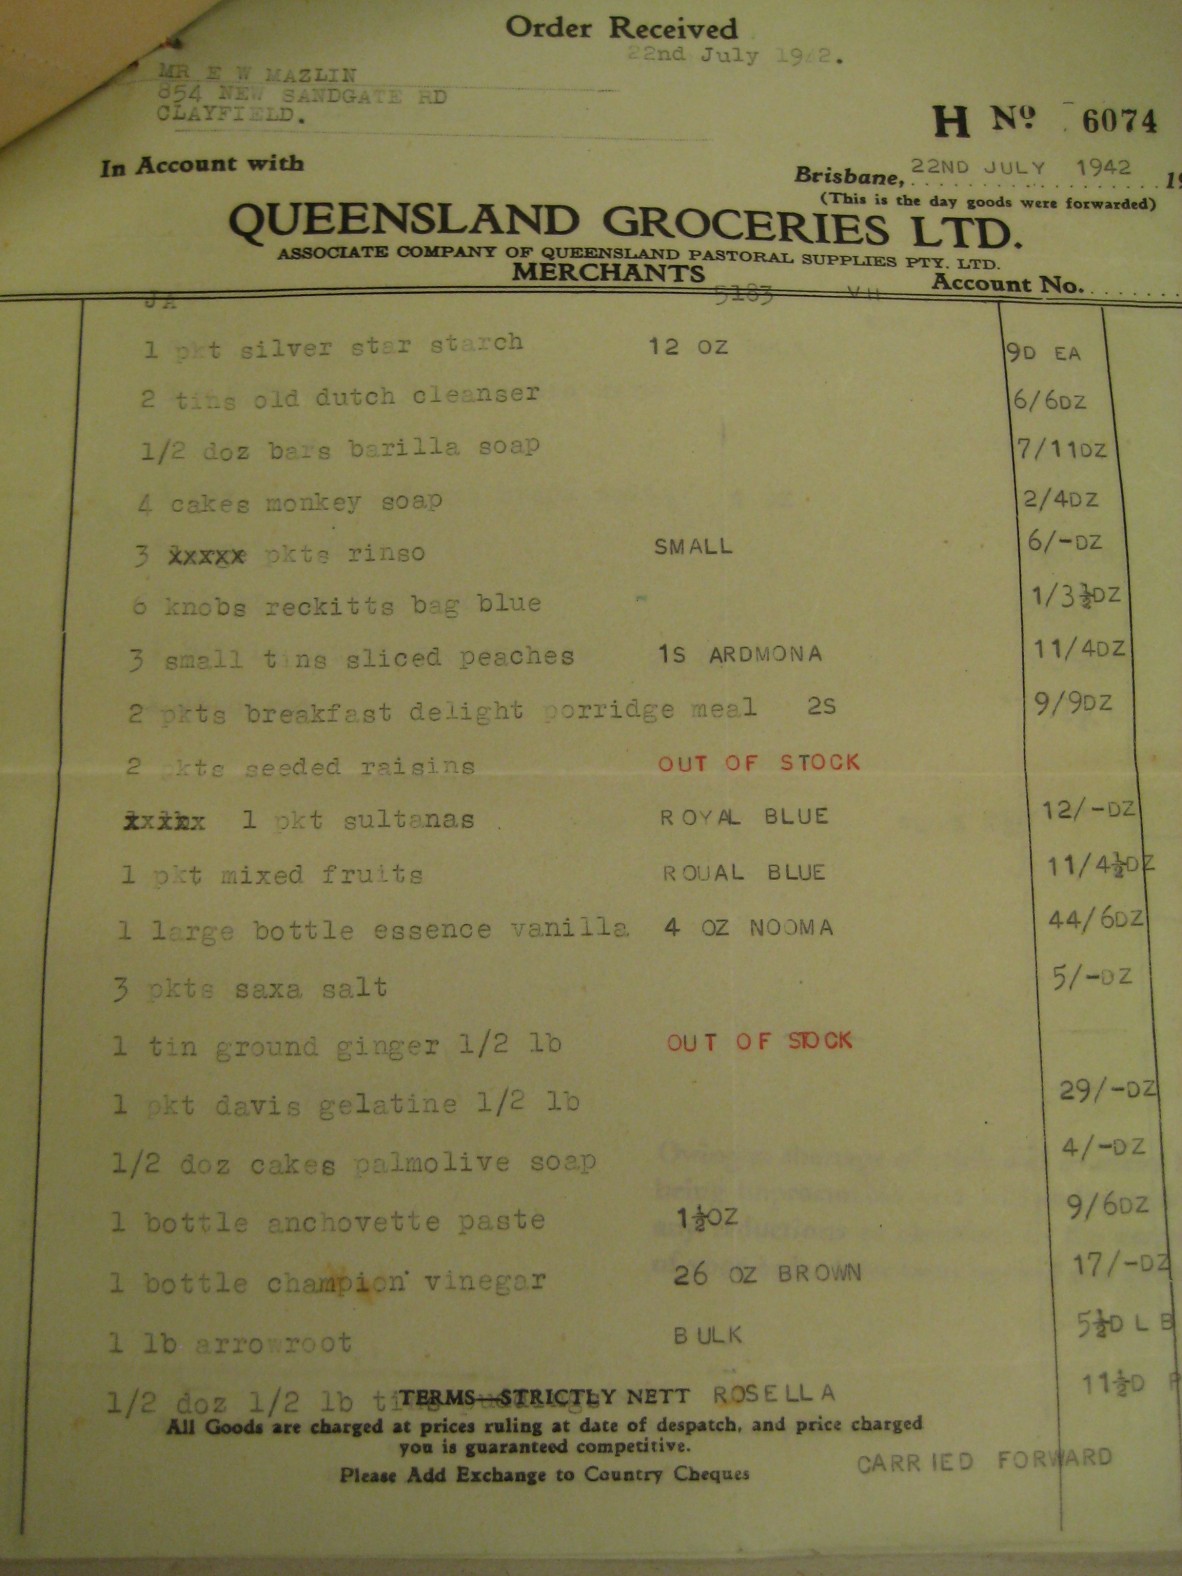 Order Received
22nd July 1942.
MR E W MAZLIN
854 NEW SANDGATE RD
CLAYFIELD.
H No 6074
In Account with
Brisbane, 22ND JULY 1942 19
(This is the day goods were forwarded)
QUEENSLAND GROCERIES LTD.
ASSOCIATE COMPANY OF QUEENSLAND PASTORAL SUPPLIES PTY. LTD.
MERCHANTS
Account No.
JA 5183 VH
1 pkt silver star starch 12 OZ 9D EA
2 tins old dutch cleanser 6/6DZ
1/2 doz bars barilla soap 7/11DZ
4 cakes monkey soap 2/4DZ
3 xxxxx pkts rinso SMALL 6/-DZ
6 knobs reckitts bag blue 1/3½DZ
3 small tins sliced peaches 1S ARDMONA 11/4DZ
2 pkts breakfast delight porridge meal 2S 9/9DZ
2 pkts seeded raisins OUT OF STOCK
xxxxx 1 pkt sultanas ROYAL BLUE 12/-DZ
1 pkt mixed fruits ROUAL BLUE 11/4½DZ
1 large bottle essence vanilla 4 OZ NOOMA 44/6DZ
3 pkts saxa salt 5/-DZ
1 tin ground ginger 1/2 lb OUT OF STOCK
1 pkt davis gelatine 1/2 lb 29/-DZ
1/2 doz cakes palmolive soap 4/-DZ
1 bottle anchovette paste 1½OZ 9/6DZ
1 bottle champion vinegar 26 OZ BROWN 17/-DZ
1 lb arrowroot BULK 5½D LB
1/2 doz 1/2 lb ROSELLA 11½D
TERMS—STRICTLY NETT
All Goods are charged at prices ruling at date of despatch, and price charged
you is guaranteed competitive.
Please Add Exchange to Country Cheques
CARRIED FORWARD